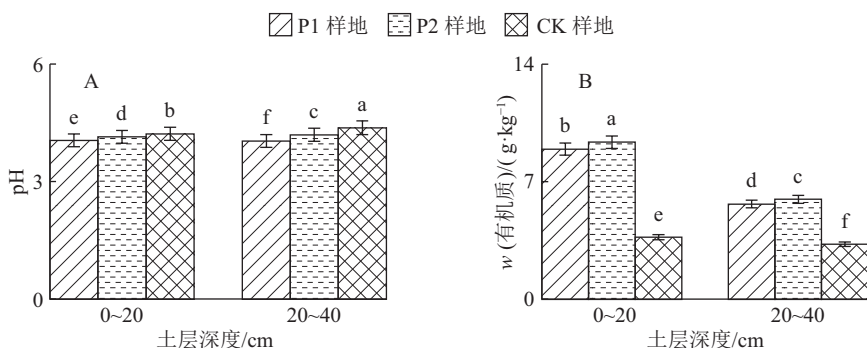 P1 样地 P2 样地 CK 样地
A
6
3
0
pH
e d b f c a
0~20 20~40
土层深度/cm
B
14
7
0
w (有机质)/( g·kg⁻¹)
b a e d c f
0~20 20~40
土层深度/cm